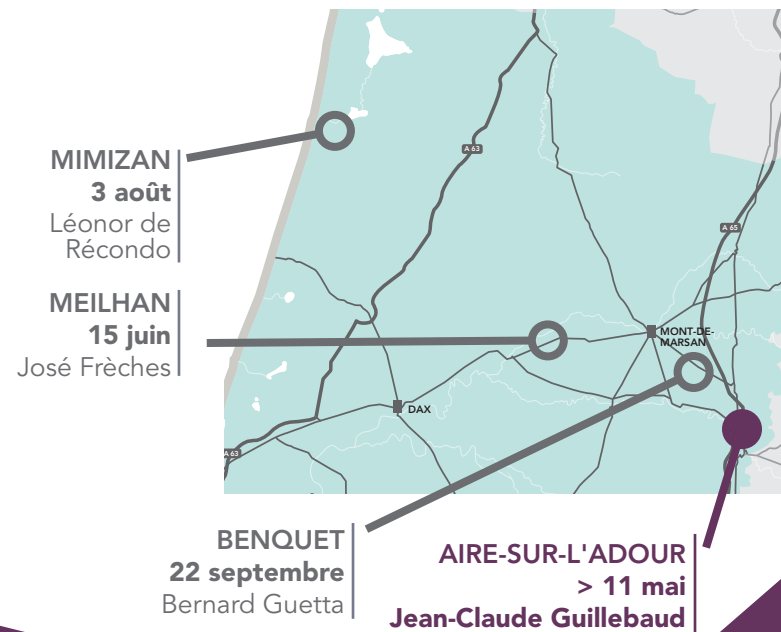 MIMIZAN
3 août
Léonor de
Récondo
A 63
A 65
MEILHAN
15 juin
José Frèches
MONT-DE-
MARSAN
DAX
A 63
BENQUET
22 septembre
Bernard Guetta
AIRE-SUR-L'ADOUR
> 11 mai
Jean-Claude Guillebaud